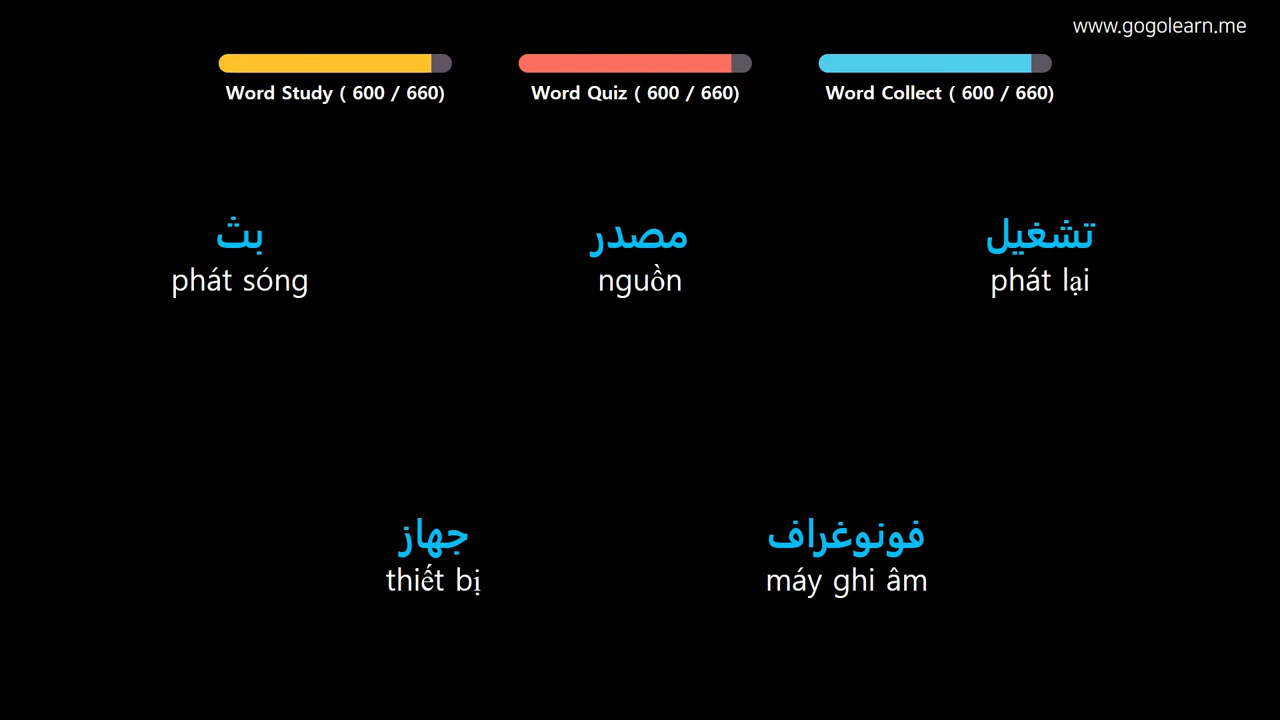 www.gogolearn.me
Word Study ( 600 / 660)
Word Quiz ( 600 / 660)
Word Collect ( 600 / 660)
بث
phát sóng
مصدر
nguồn
تشغيل
phát lại
جهاز
thiết bị
فونوغراف
máy ghi âm